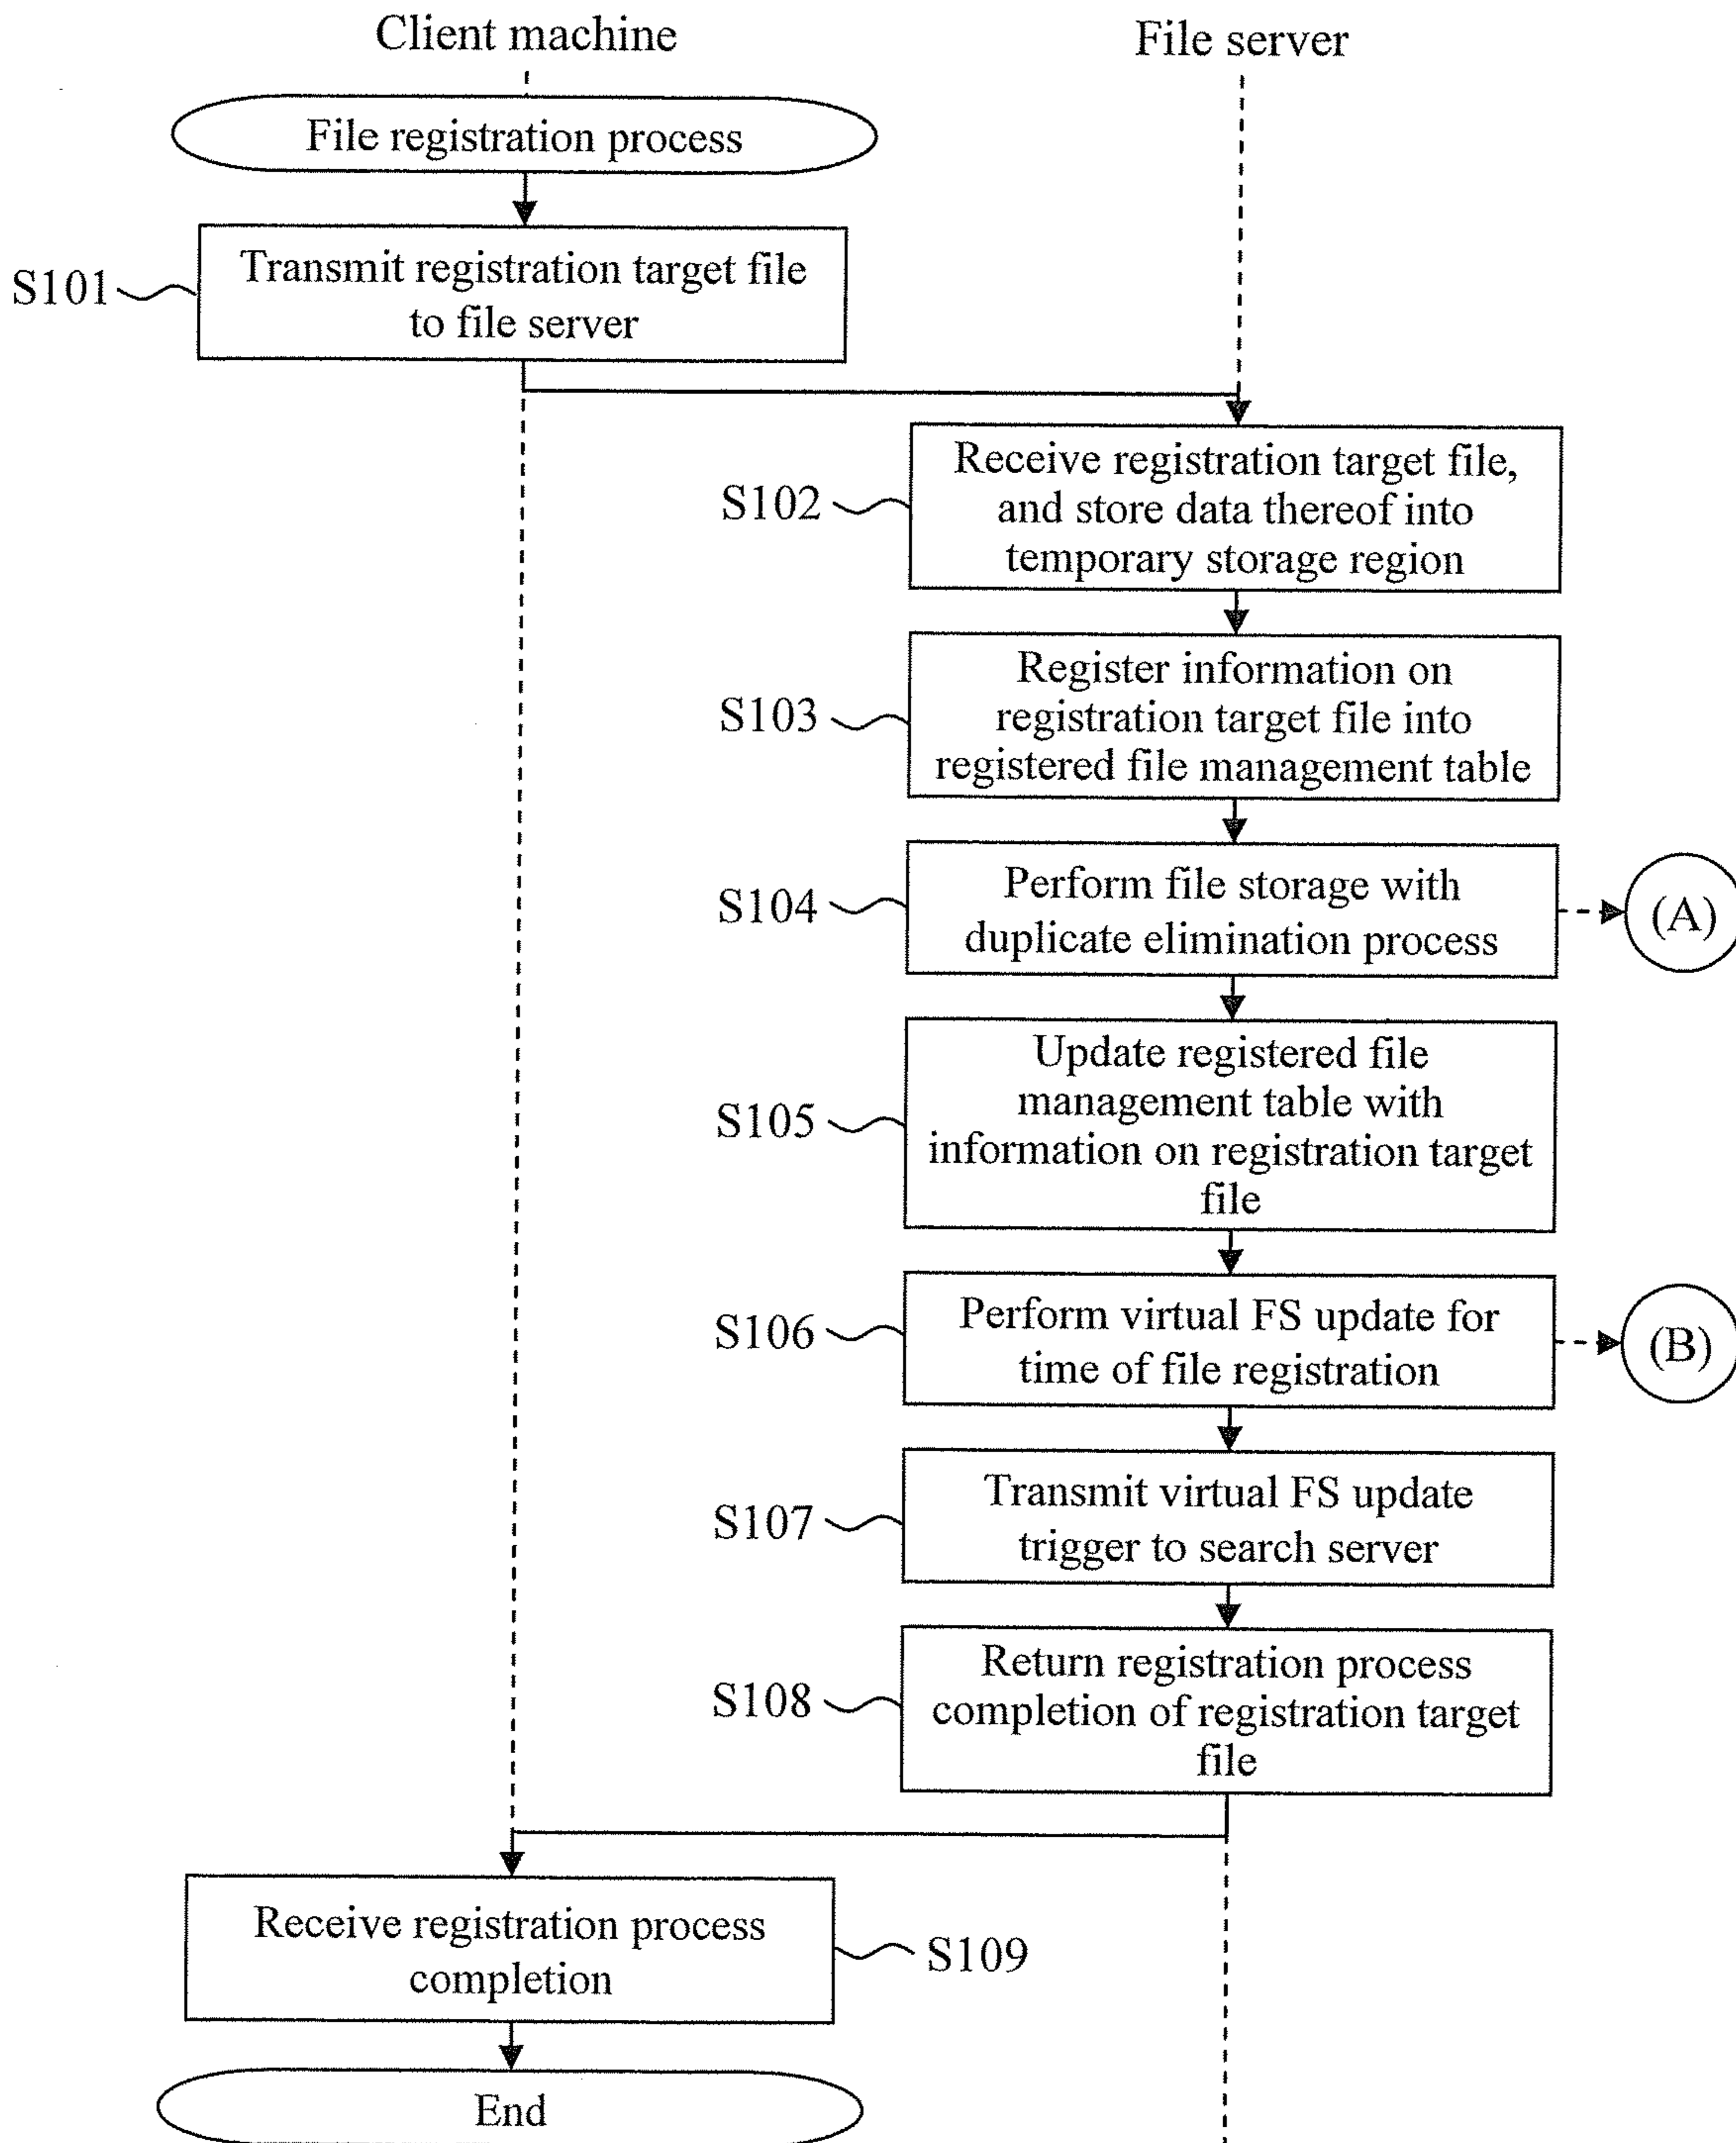 Client machine
File server
File registration process
S101
Transmit registration target file
to file server
S102
Receive registration target file,
and store data thereof into
temporary storage region
S103
Register information on
registration target file into
registered file management table
S104
Perform file storage with
duplicate elimination process
(A)
S105
Update registered file
management table with
information on registration target
file
S106
Perform virtual FS update for
time of file registration
(B)
S107
Transmit virtual FS update
trigger to search server
S108
Return registration process
completion of registration target
file
Receive registration process
completion
S109
End